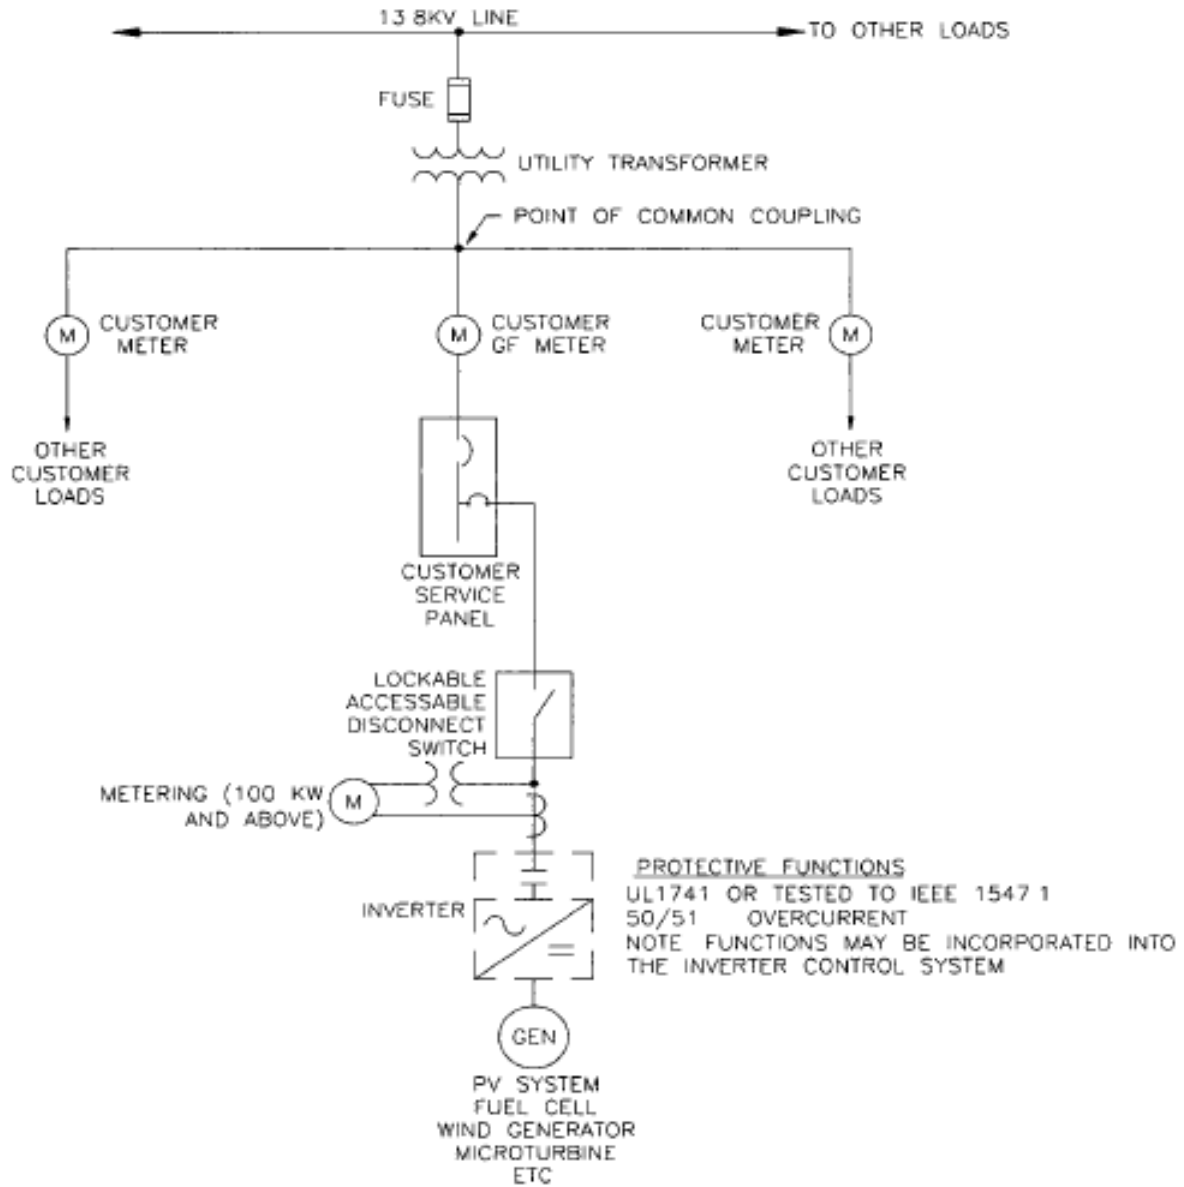 13 8KV LINE
TO OTHER LOADS
FUSE
UTILITY TRANSFORMER
POINT OF COMMON COUPLING
M
CUSTOMER
METER
M
CUSTOMER
GF METER
CUSTOMER
METER
M
OTHER
CUSTOMER
LOADS
OTHER
CUSTOMER
LOADS
CUSTOMER
SERVICE
PANEL
LOCKABLE
ACCESSABLE
DISCONNECT
SWITCH
METERING (100 KW
AND ABOVE)
M
INVERTER
PROTECTIVE FUNCTIONS
UL1741 OR TESTED TO IEEE 1547 1
50/51 OVERCURRENT
NOTE FUNCTIONS MAY BE INCORPORATED INTO
THE INVERTER CONTROL SYSTEM
GEN
PV SYSTEM
FUEL CELL
WIND GENERATOR
MICROTURBINE
ETC